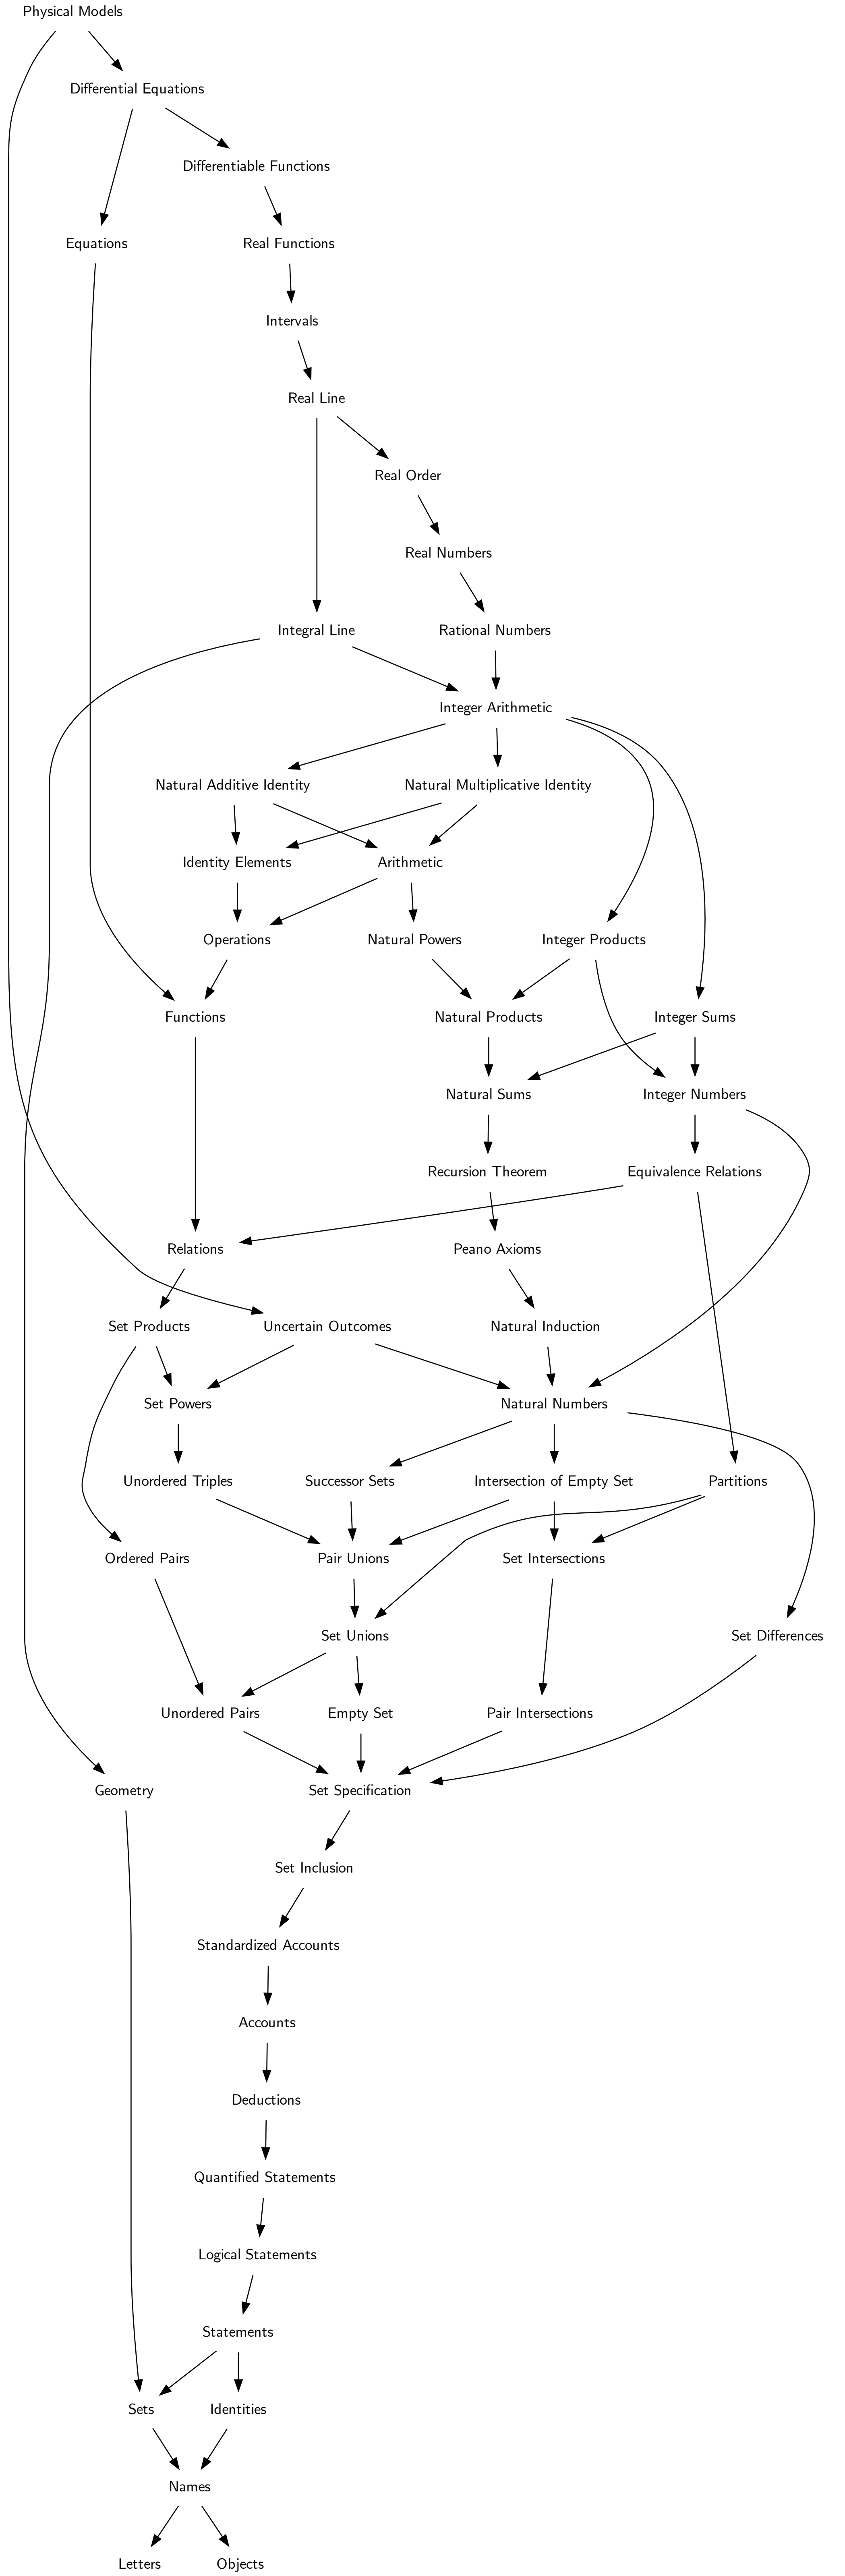 Physical Models
Differential Equations
Differentiable Functions
Equations
Real Functions
Intervals
Real Line
Real Order
Real Numbers
Integral Line
Rational Numbers
Integer Arithmetic
Natural Additive Identity
Natural Multiplicative Identity
Identity Elements
Arithmetic
Operations
Natural Powers
Integer Products
Functions
Natural Products
Integer Sums
Natural Sums
Integer Numbers
Recursion Theorem
Equivalence Relations
Relations
Peano Axioms
Set Products
Uncertain Outcomes
Natural Induction
Set Powers
Natural Numbers
Unordered Triples
Successor Sets
Intersection of Empty Set
Partitions
Ordered Pairs
Pair Unions
Set Intersections
Set Unions
Set Differences
Unordered Pairs
Empty Set
Pair Intersections
Geometry
Set Specification
Set Inclusion
Standardized Accounts
Accounts
Deductions
Quantified Statements
Logical Statements
Statements
Sets
Identities
Names
Letters
Objects